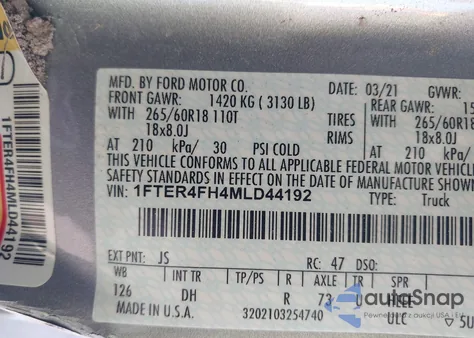 1FTER4FH4MLD44192
MFD. BY FORD MOTOR CO. 03/21 GVWR:
FRONT GAWR: 1420 KG ( 3130 LB) REAR GAWR:
WITH 265/60R18 110T TIRES WITH 265/60R18
18x8.0J RIMS 18x8.0J
AT 210 kPa/ 30 PSI COLD AT 210 kPa/
THIS VEHICLE CONFORMS TO ALL APPLICABLE FEDERAL MOTOR VEHICLE
SAFETY STANDARDS IN EFFECT ON THE DATE OF MANUFACTURE SHOWN
VIN: 1FTER4FH4MLD44192 TYPE: Truck
EXT PNT: JS RC: 47 DSO:
WB INT TR TP/PS R AXLE TR SPR
126 DH R 73 U
MADE IN U.S.A. 3202103254740 ULC
autoSnap